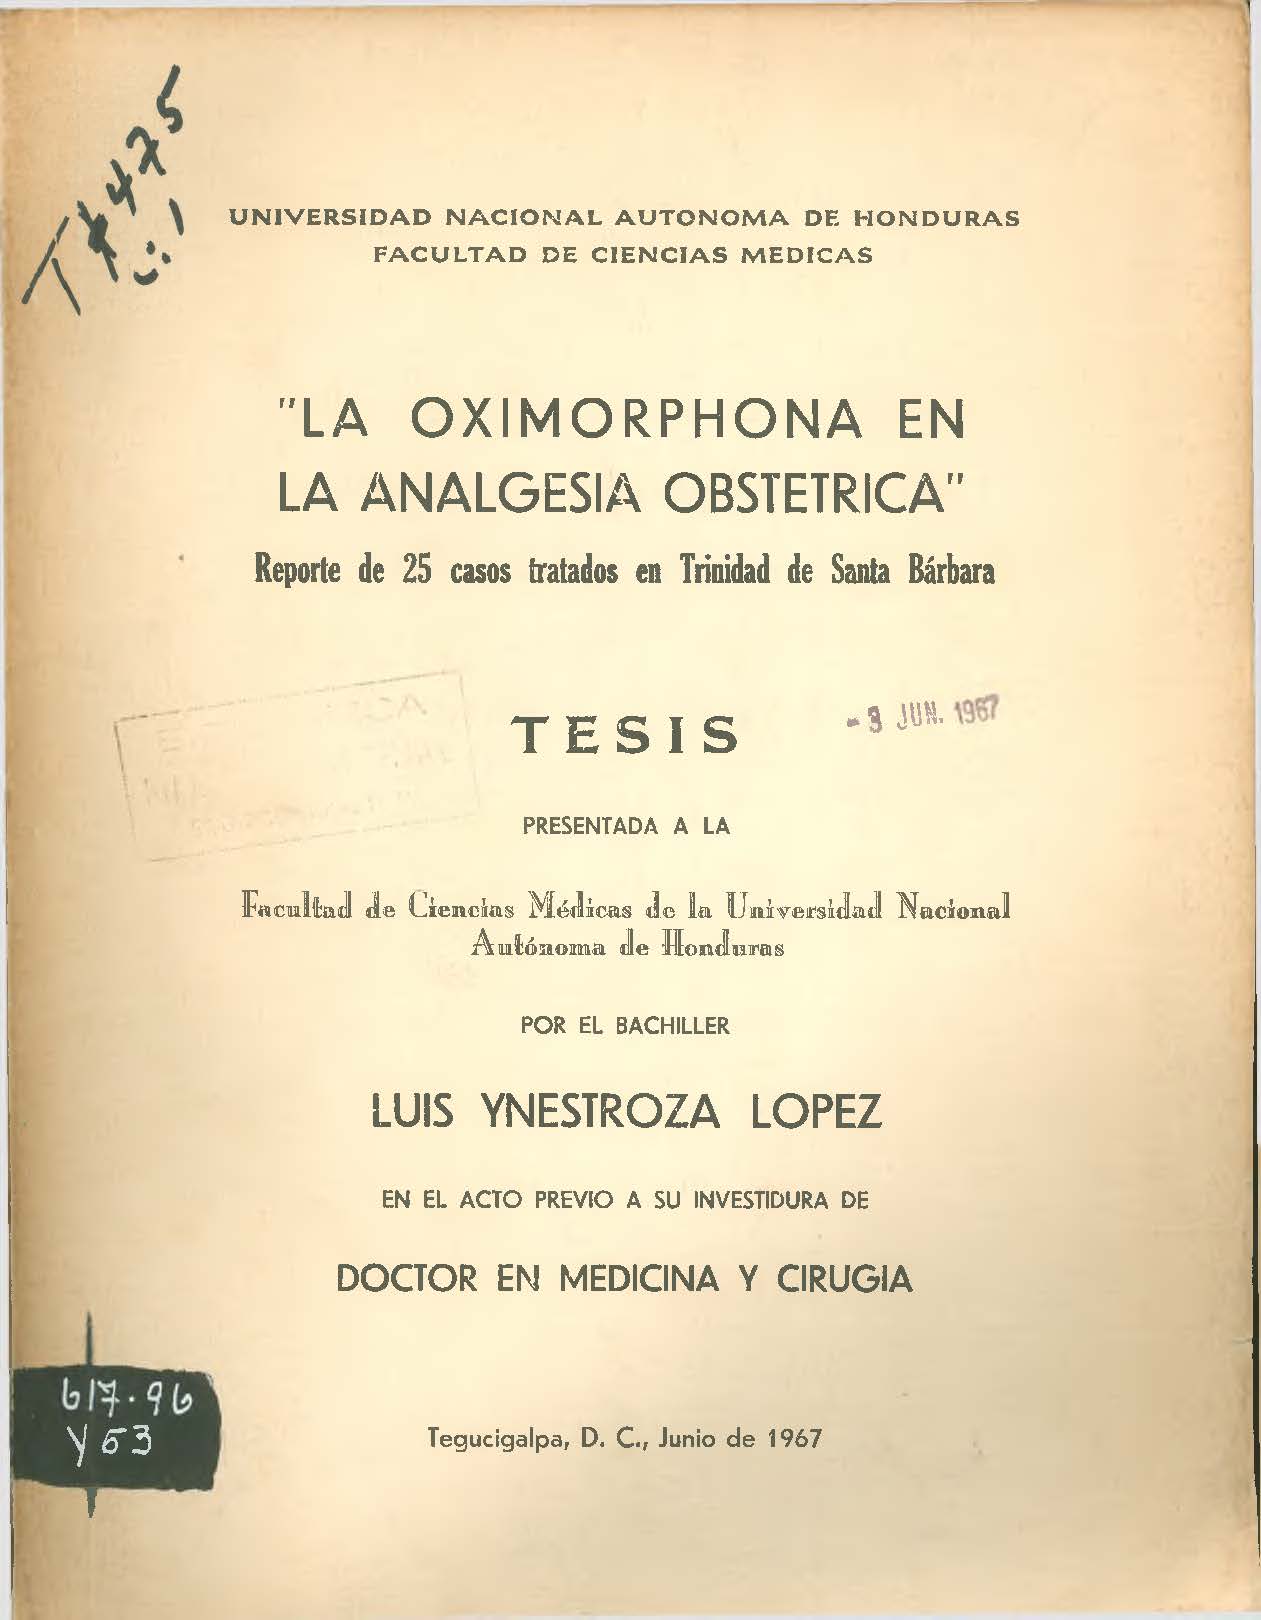 T4475
c:1
UNIVERSIDAD NACIONAL AUTONOMA DE HONDURAS
FACULTAD DE CIENCIAS MEDICAS
"LA OXIMORPHONA EN
LA ANALGESIA OBSTETRICA"
Reporte de 25 casos tratados en Trinidad de Santa Bárbara
TESIS
- 3 JUN. 1967
PRESENTADA A LA
Facultad de Ciencias Médicas de la Universidad Nacional
Autónoma de Honduras
POR EL BACHILLER
LUIS YNESTROZA LOPEZ
EN EL ACTO PREVIO A SU INVESTIDURA DE
DOCTOR EN MEDICINA Y CIRUGIA
617.96
Y53
Tegucigalpa, D. C., Junio de 1967